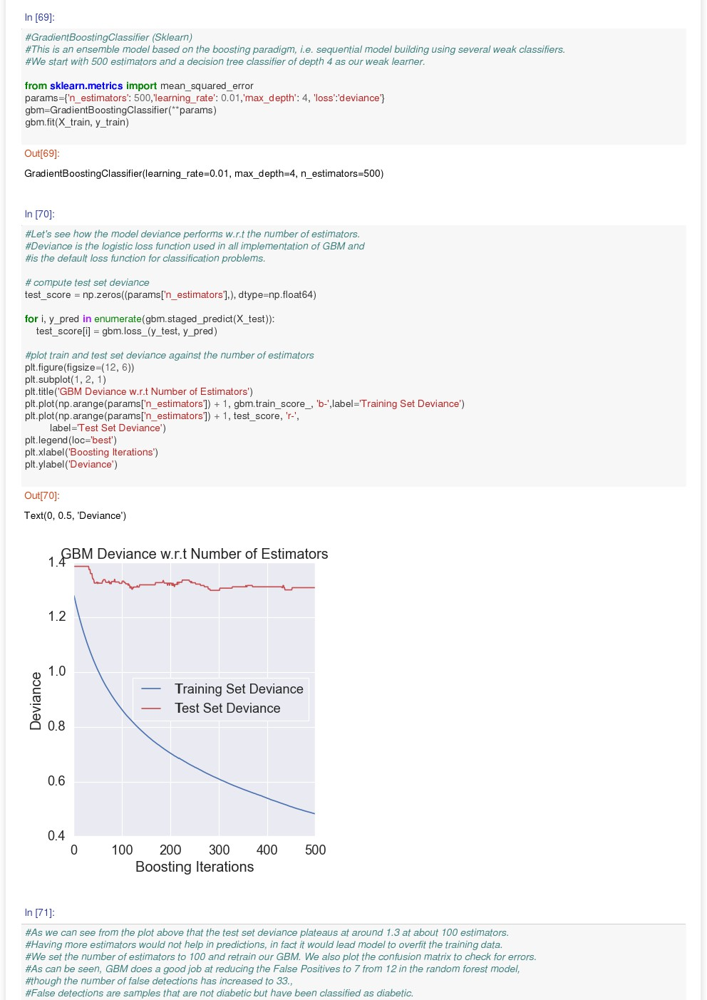 In [69]:
#GradientBoostingClassifier (Sklearn)
#This is an ensemble model based on the boosting paradigm, i.e. sequential model building using several weak classifiers.
#We start with 500 estimators and a decision tree classifier of depth 4 as our weak learner.
from sklearn.metrics import mean_squared_error
params={'n_estimators': 500,'learning_rate': 0.01,'max_depth': 4, 'loss':'deviance'}
gbm=GradientBoostingClassifier(**params)
gbm.fit(X_train, y_train)
Out[69]:
GradientBoostingClassifier(learning_rate=0.01, max_depth=4, n_estimators=500)
In [70]:
#Let's see how the model deviance performs w.r.t the number of estimators.
#Deviance is the logistic loss function used in all implementation of GBM and
#is the default loss function for classification problems.
# compute test set deviance
test_score = np.zeros((params['n_estimators'],), dtype=np.float64)
for i, y_pred in enumerate(gbm.staged_predict(X_test)):
    test_score[i] = gbm.loss_(y_test, y_pred)
#plot train and test set deviance against the number of estimators
plt.figure(figsize=(12, 6))
plt.subplot(1, 2, 1)
plt.title('GBM Deviance w.r.t Number of Estimators')
plt.plot(np.arange(params['n_estimators']) + 1, gbm.train_score_, 'b-',label='Training Set Deviance')
plt.plot(np.arange(params['n_estimators']) + 1, test_score, 'r-',
         label='Test Set Deviance')
plt.legend(loc='best')
plt.xlabel('Boosting Iterations')
plt.ylabel('Deviance')
Out[70]:
Text(0, 0.5, 'Deviance')
GBM Deviance w.r.t Number of Estimators
1.4
1.2
1.0
0.8
0.6
0.4
Deviance
Training Set Deviance
Test Set Deviance
0 100 200 300 400 500
Boosting Iterations
In [71]:
#As we can see from the plot above that the test set deviance plateaus at around 1.3 at about 100 estimators.
#Having more estimators would not help in predictions, in fact it would lead model to overfit the training data.
#We set the number of estimators to 100 and retrain our GBM. We also plot the confusion matrix to check for errors.
#As can be seen, GBM does a good job at reducing the False Positives to 7 from 12 in the random forest model,
#though the number of false detections has increased to 33.,
#False detections are samples that are not diabetic but have been classified as diabetic.